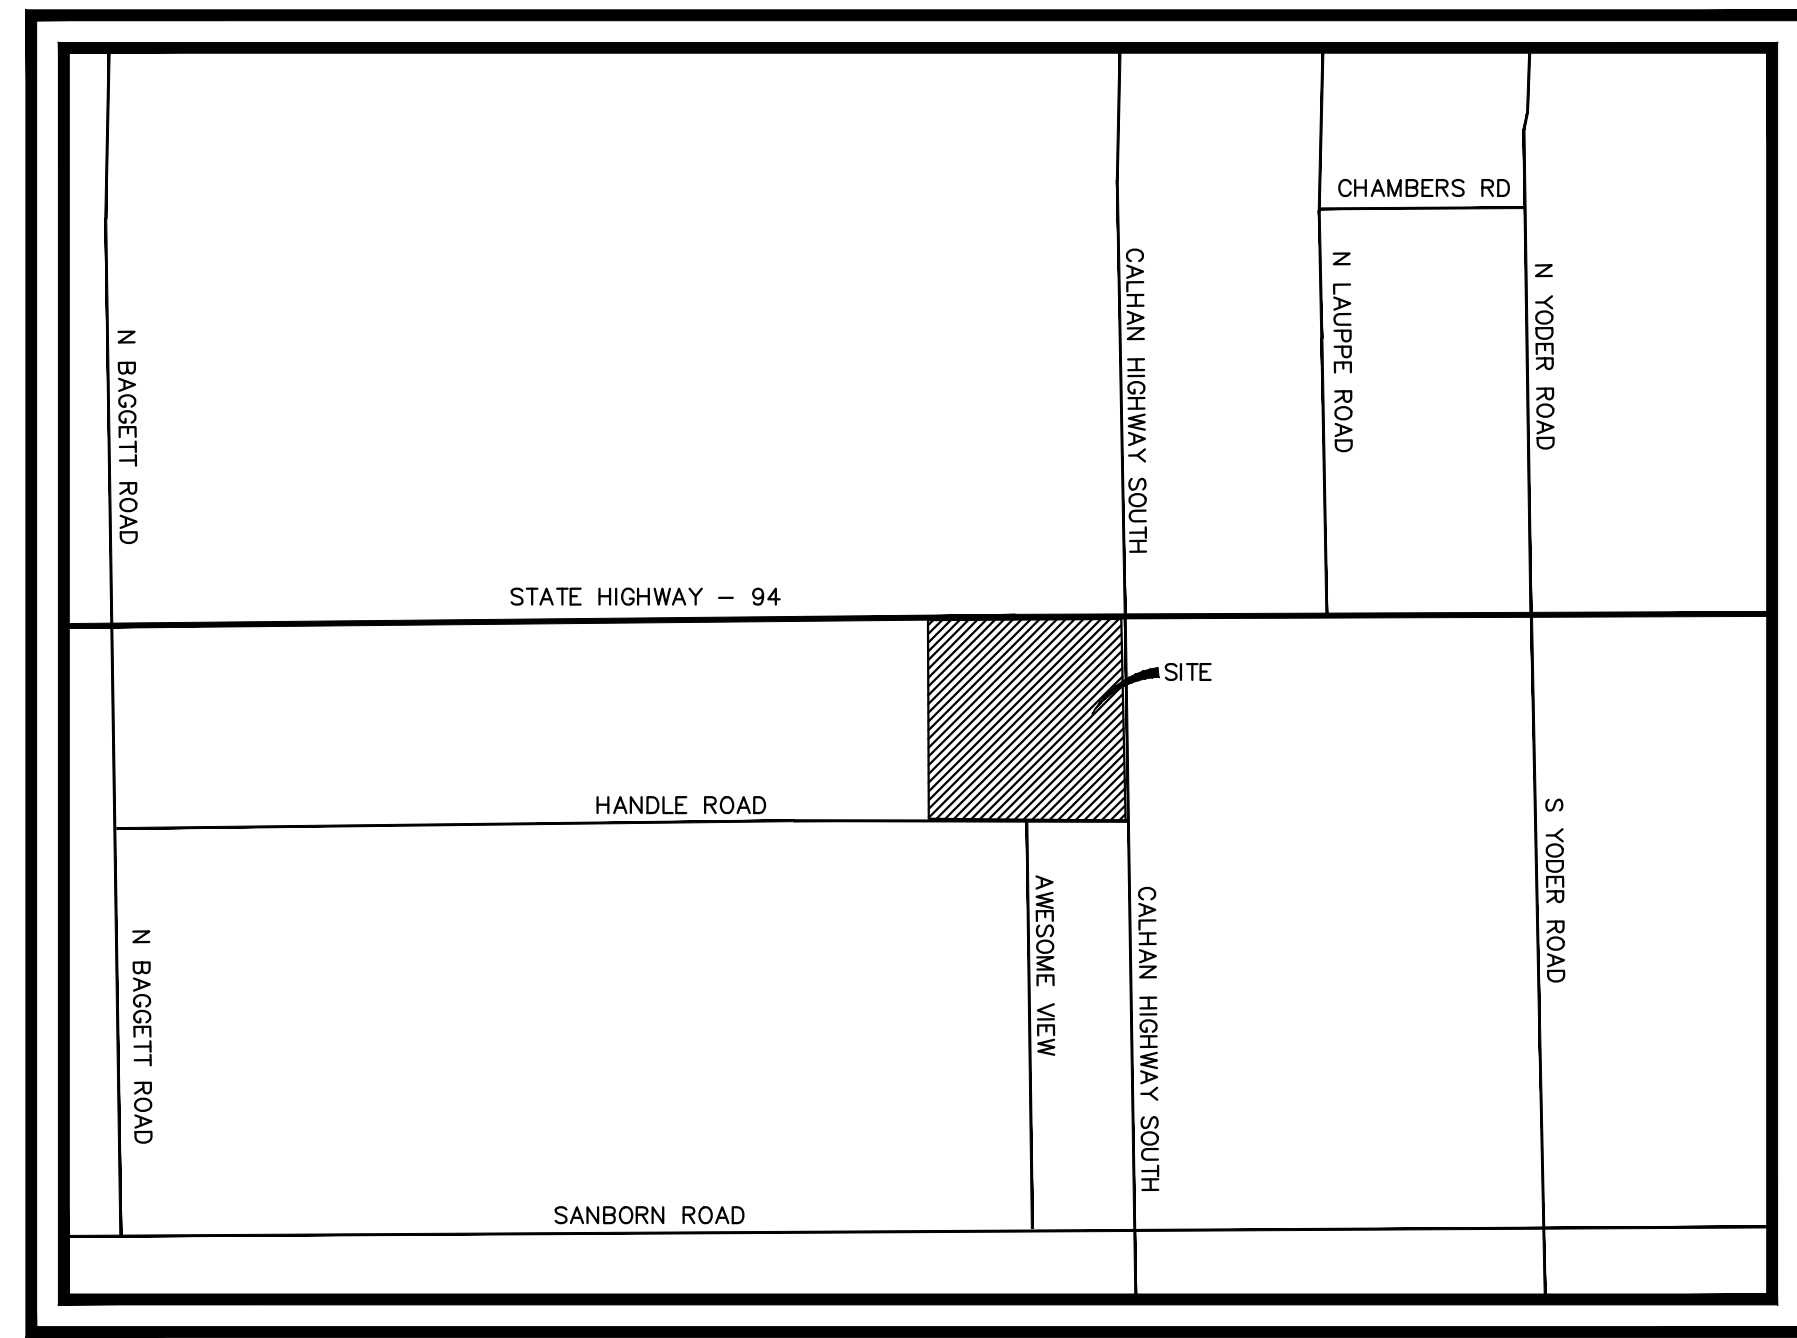 CHAMBERS RD
CALHAN HIGHWAY SOUTH
N LAUPPE ROAD
N YODER ROAD
N BAGGETT ROAD
STATE HIGHWAY - 94
SITE
HANDLE ROAD
S YODER ROAD
AWESOME VIEW
CALHAN HIGHWAY SOUTH
N BAGGETT ROAD
SANBORN ROAD